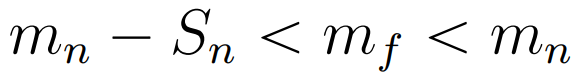 $m_n - S_n < m_f < m_n$